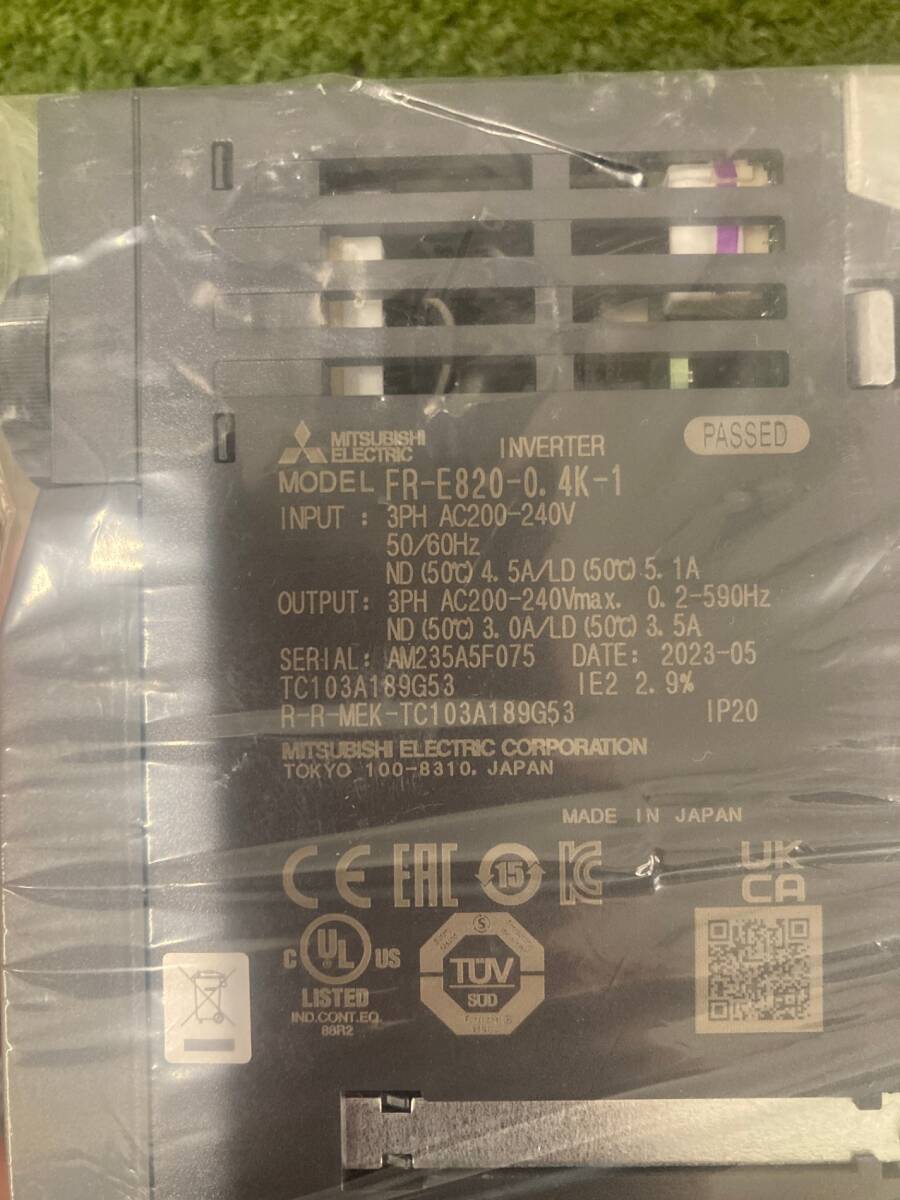 MITSUBISHI
ELECTRIC
INVERTER
PASSED
MODEL FR-E820-0.4K-1
INPUT : 3PH AC200-240V
50/60Hz
ND (50℃) 4.5A/LD (50℃) 5.1A
OUTPUT: 3PH AC200-240Vmax. 0.2-590Hz
ND (50℃) 3.0A/LD (50℃) 3.5A
SERIAL: AM235A5F075 DATE: 2023-05
TC103A189G53 IE2 2.9%
R-R-MEK-TC103A189G53 IP20
MITSUBISHI ELECTRIC CORPORATION
TOKYO 100-8310, JAPAN
MADE IN JAPAN
CE EAC 15 KC UK
CA
C UL US
LISTED
IND.CONT.EQ.
88R2
TÜV
SÜD